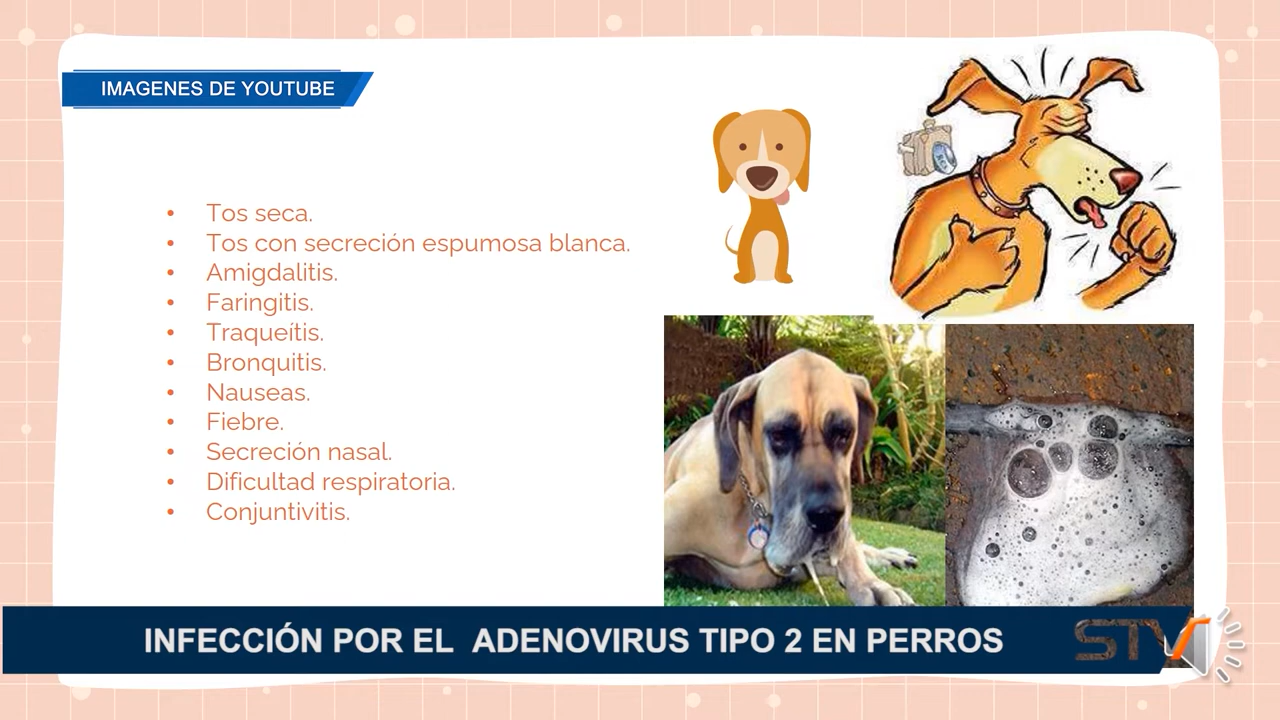 IMAGENES DE YOUTUBE
• Tos seca.
• Tos con secreción espumosa blanca.
• Amigdalitis.
• Faringitis.
• Traqueítis.
• Bronquitis.
• Nauseas.
• Fiebre.
• Secreción nasal.
• Dificultad respiratoria.
• Conjuntivitis.
INFECCIÓN POR EL ADENOVIRUS TIPO 2 EN PERROS
STV